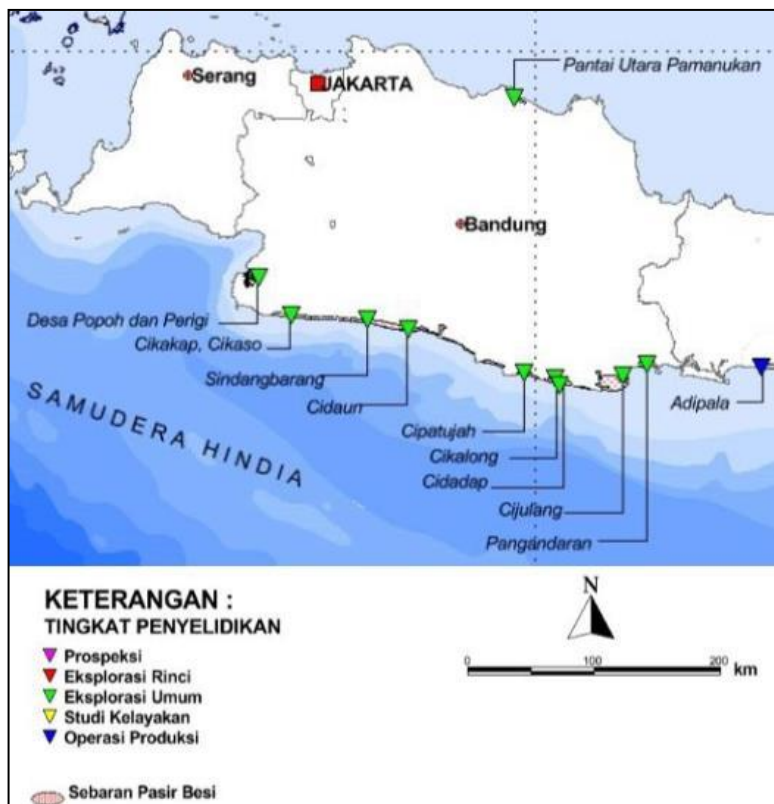 Pantai Utara Pamanukan
Serang
JAKARTA
Bandung
Desa Popoh dan Perigi
Cikakap, Cikaso
Sindangbarang
Cidaun
Cipatujah
Cikalong
Cidadap
Cijulang
Pangandaran
Adipala
SAMUDERA HINDIA
KETERANGAN :
TINGKAT PENYELIDIKAN
Prospeksi
Eksplorasi Rinci
Eksplorasi Umum
Studi Kelayakan
Operasi Produksi
Sebaran Pasir Besi
N
0 100 200 km